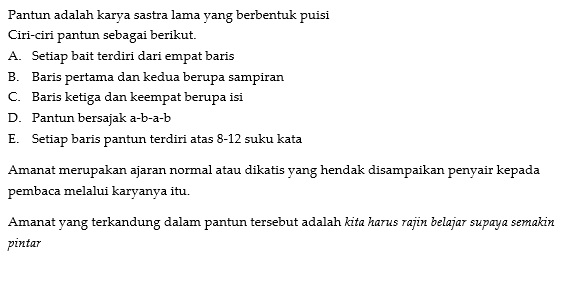 Pantun adalah karya sastra lama yang berbentuk puisi
Ciri-ciri pantun sebagai berikut.
A. Setiap bait terdiri dari empat baris
B. Baris pertama dan kedua berupa sampiran
C. Baris ketiga dan keempat berupa isi
D. Pantun bersajak a-b-a-b
E. Setiap baris pantun terdiri atas 8-12 suku kata
Amanat merupakan ajaran normal atau dikatis yang hendak disampaikan penyair kepada
pembaca melalui karyanya itu.
Amanat yang terkandung dalam pantun tersebut adalah kita harus rajin belajar supaya semakin
pintar